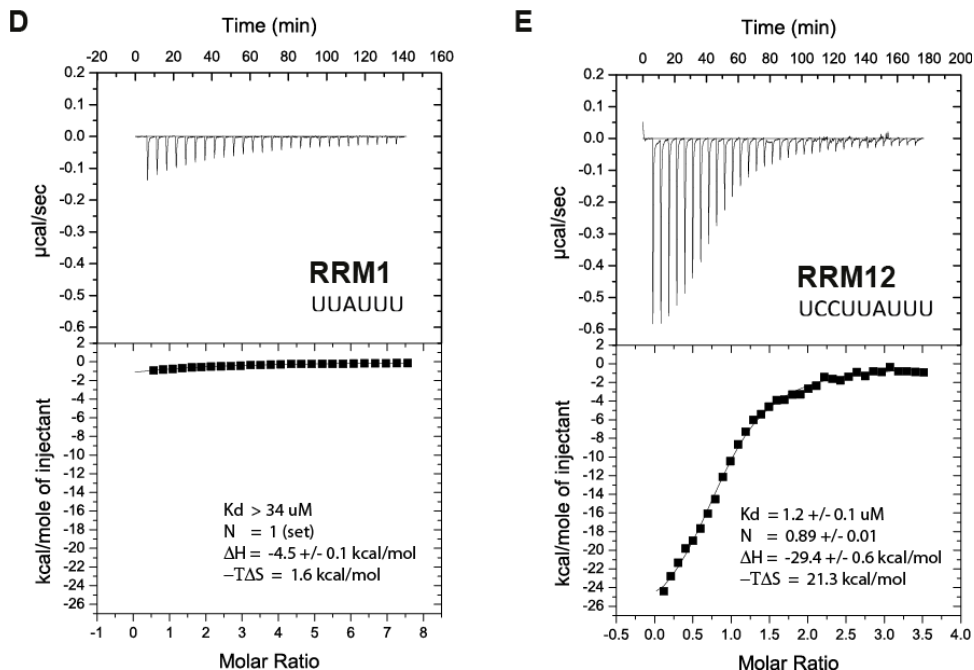 D
Time (min)
-20 0 20 40 60 80 100 120 140 160
0.2
0.1
0.0
-0.1
-0.2
-0.3
-0.4
-0.5
-0.6
µcal/sec
RRM1
UUAUUU
2
0
-2
-4
-6
-8
-10
-12
-14
-16
-18
-20
-22
-24
-26
kcal/mole of injectant
Kd > 34 uM
N = 1 (set)
ΔH = -4.5 +/- 0.1 kcal/mol
−TΔS = 1.6 kcal/mol
-1 0 1 2 3 4 5 6 7 8
Molar Ratio
E
Time (min)
-20 0 20 40 60 80 100 120 140 160 180 200
0.2
0.1
0.0
-0.1
-0.2
-0.3
-0.4
-0.5
-0.6
µcal/sec
RRM12
UCCUUAUUU
2
0
-2
-4
-6
-8
-10
-12
-14
-16
-18
-20
-22
-24
-26
kcal/mole of injectant
Kd = 1.2 +/- 0.1 uM
N = 0.89 +/- 0.01
ΔH = -29.4 +/- 0.6 kcal/mol
−TΔS = 21.3 kcal/mol
-0.5 0.0 0.5 1.0 1.5 2.0 2.5 3.0 3.5 4.0
Molar Ratio